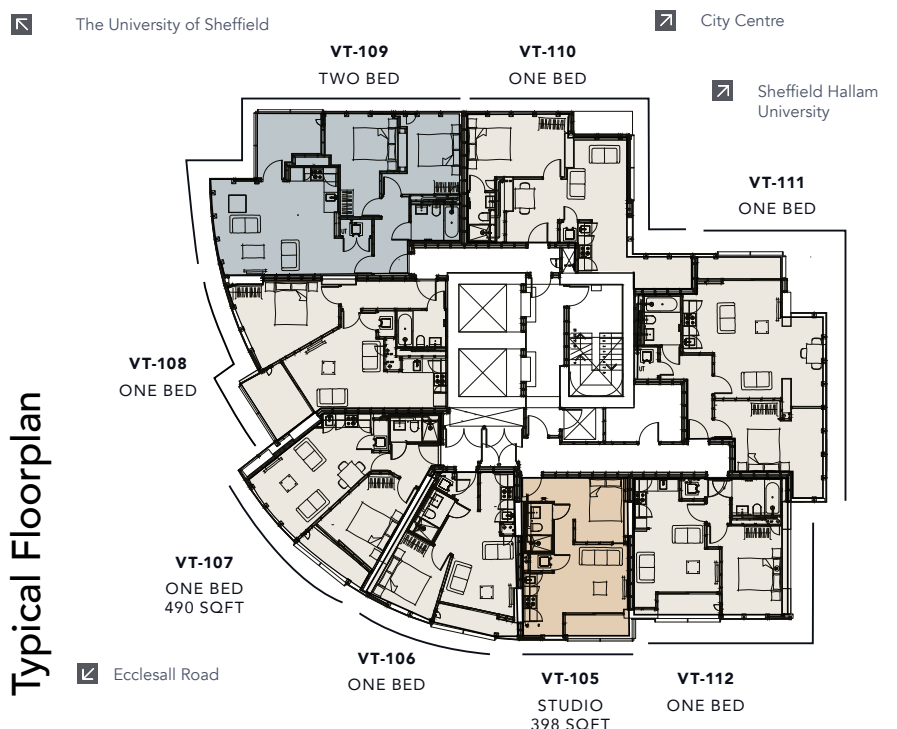 The University of Sheffield
City Centre
Sheffield Hallam
University
VT-109
TWO BED
VT-110
ONE BED
VT-111
ONE BED
VT-108
ONE BED
Typical Floorplan
VT-107
ONE BED
490 SQFT
Ecclesall Road
VT-106
ONE BED
VT-105
STUDIO
398 SQFT
VT-112
ONE BED